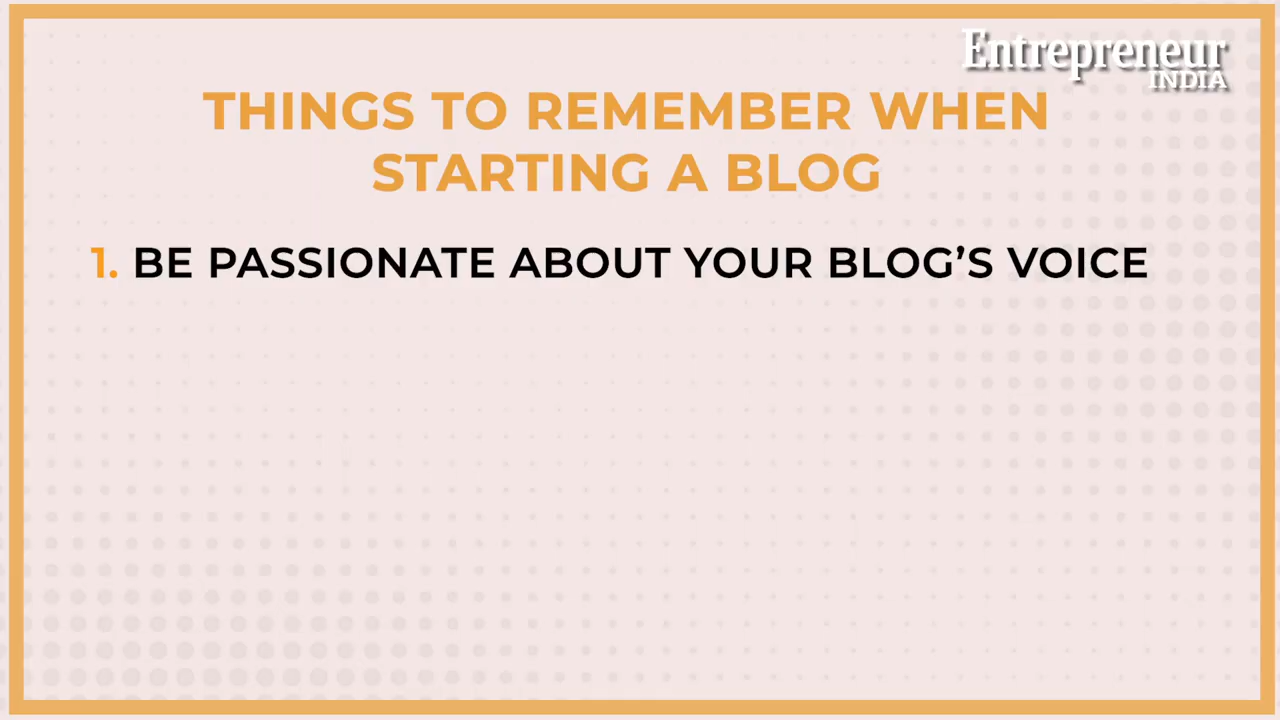 Entrepreneur
INDIA
THINGS TO REMEMBER WHEN
STARTING A BLOG
1. BE PASSIONATE ABOUT YOUR BLOG’S VOICE